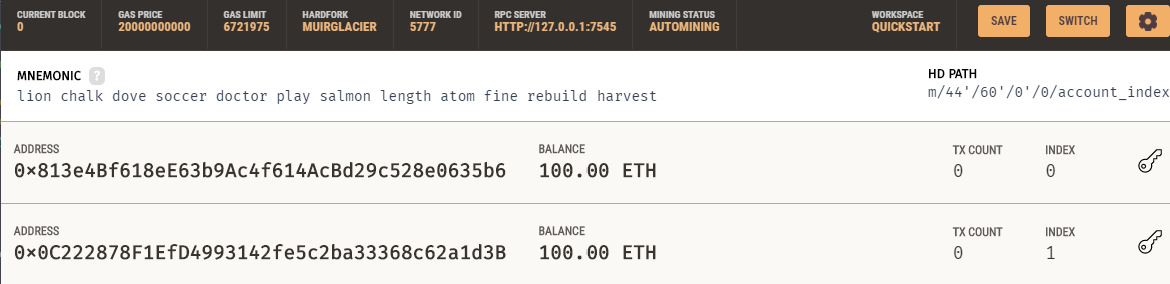 CURRENT BLOCK GAS PRICE GAS LIMIT HARDFORK NETWORK ID RPC SERVER MINING STATUS WORKSPACE
0 20000000000 6721975 MUIRGLACIER 5777 HTTP://127.0.0.1:7545 AUTOMINING QUICKSTART SAVE SWITCH
MNEMONIC ? HD PATH
lion chalk dove soccer doctor play salmon length atom fine rebuild harvest m/44'/60'/0'/0/account_index
ADDRESS BALANCE TX COUNT INDEX
0×813e4Bf618eE63b9Ac4f614AcBd29c528e0635b6 100.00 ETH 0 0
ADDRESS BALANCE TX COUNT INDEX
0×0C222878F1EfD4993142fe5c2ba33368c62a1d3B 100.00 ETH 0 1